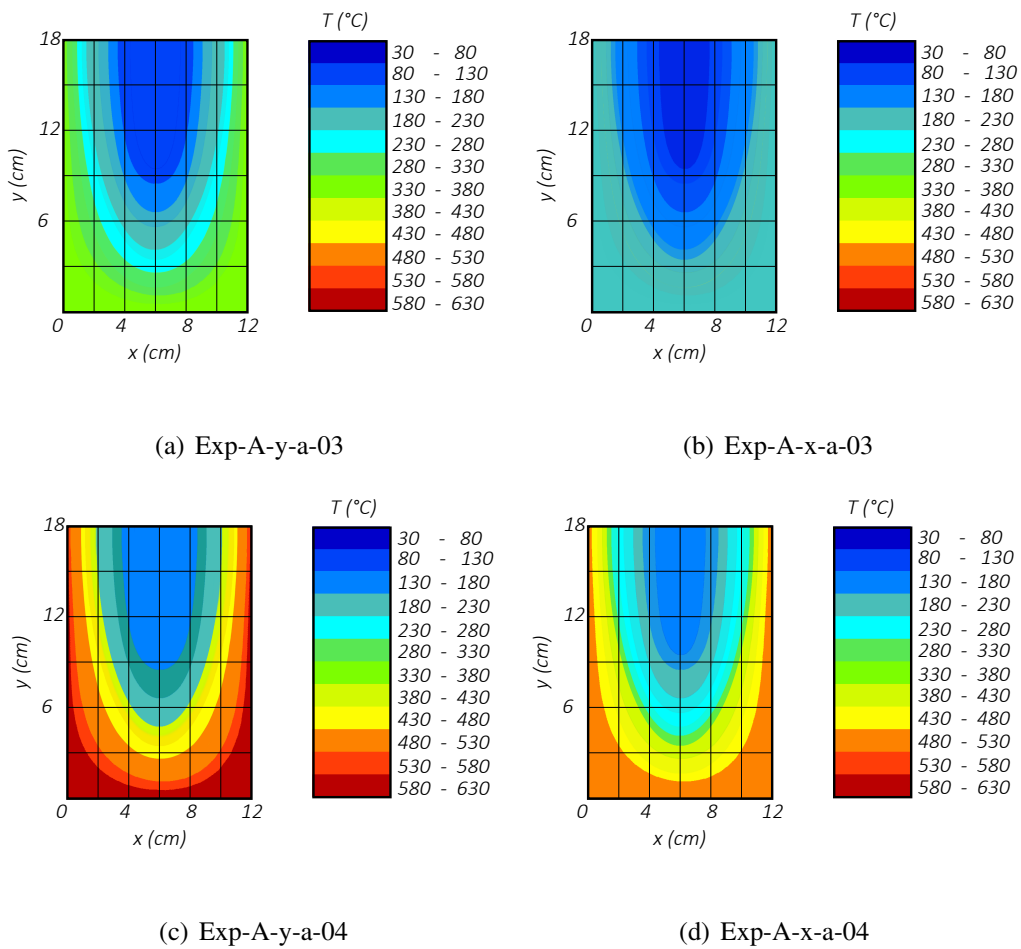 T (°C)
30 - 80
80 - 130
130 - 180
180 - 230
230 - 280
280 - 330
330 - 380
380 - 430
430 - 480
480 - 530
530 - 580
580 - 630
18
12
6
y (cm)
0 4 8 12
x (cm)
(a) Exp-A-y-a-03
T (°C)
30 - 80
80 - 130
130 - 180
180 - 230
230 - 280
280 - 330
330 - 380
380 - 430
430 - 480
480 - 530
530 - 580
580 - 630
18
12
6
y (cm)
0 4 8 12
x (cm)
(b) Exp-A-x-a-03
T (°C)
30 - 80
80 - 130
130 - 180
180 - 230
230 - 280
280 - 330
330 - 380
380 - 430
430 - 480
480 - 530
530 - 580
580 - 630
18
12
6
y (cm)
0 4 8 12
x (cm)
(c) Exp-A-y-a-04
T (°C)
30 - 80
80 - 130
130 - 180
180 - 230
230 - 280
280 - 330
330 - 380
380 - 430
430 - 480
480 - 530
530 - 580
580 - 630
18
12
6
y (cm)
0 4 8 12
x (cm)
(d) Exp-A-x-a-04